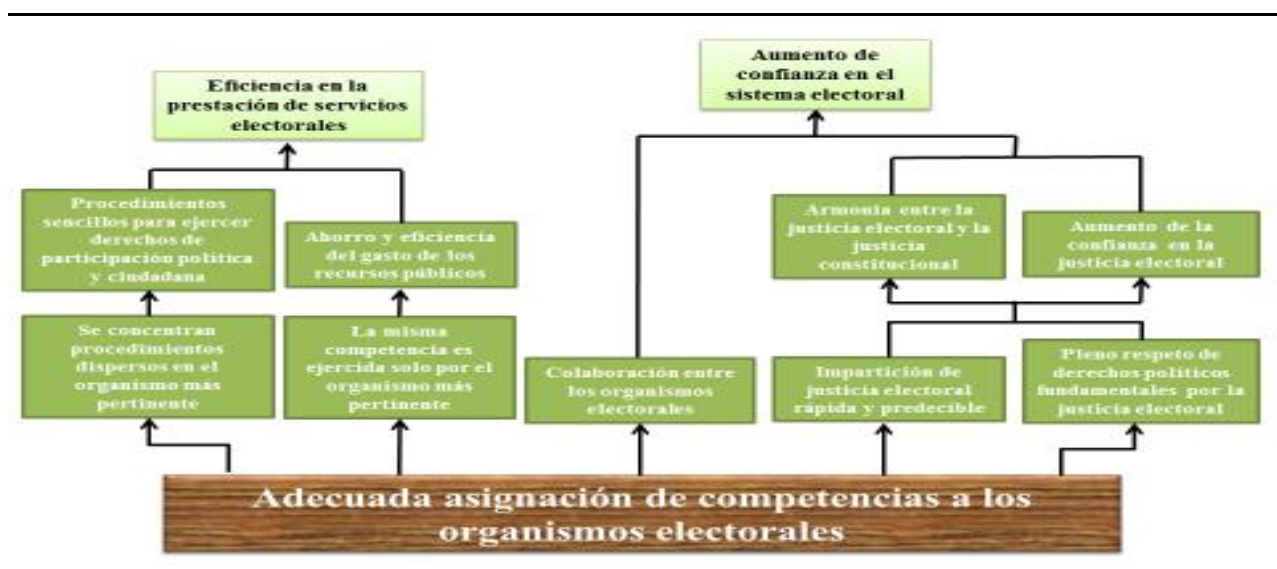 Aumento de
confianza en el
sistema electoral
Eficiencia en la
prestación de servicios
electorales
Procedimientos
sencillos para ejercer
derechos de
participación política
y ciudadana
Ahorro y eficiencia
del gasto de los
recursos públicos
Armonía entre la
justicia electoral y la
justicia
constitucional
Aumento de la
confianza en la
justicia electoral
Se concentran
procedimientos
dispersos en el
organismo más
pertinente
La misma
competencia es
ejercida solo por el
organismo más
pertinente
Colaboración entre
los organismos
electorales
Impartición de
justicia electoral
rápida y predecible
Pleno respeto de
derechos políticos
fundamentales por la
justicia electoral
Adecuada asignación de competencias a los
organismos electorales